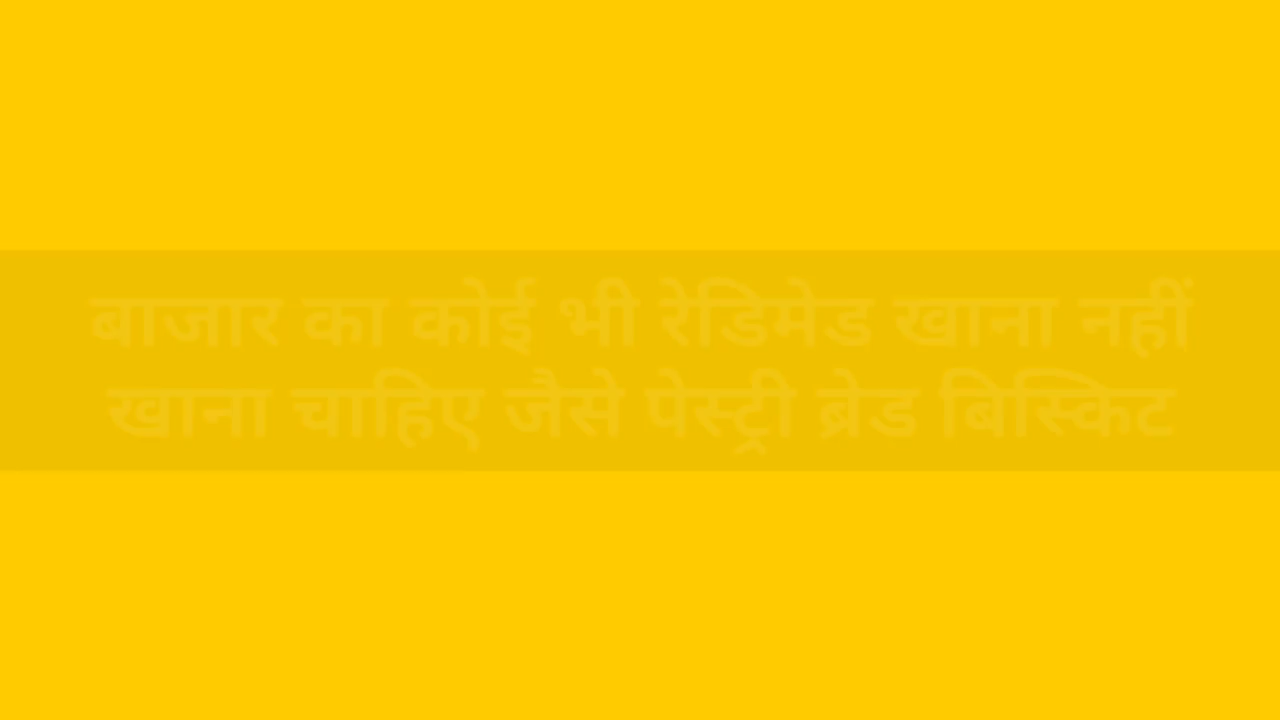 बाजार का कोई भी रेडिमेड खाना नहीं
खाना चाहिए जैसे पेस्ट्री ब्रेड बिस्किट